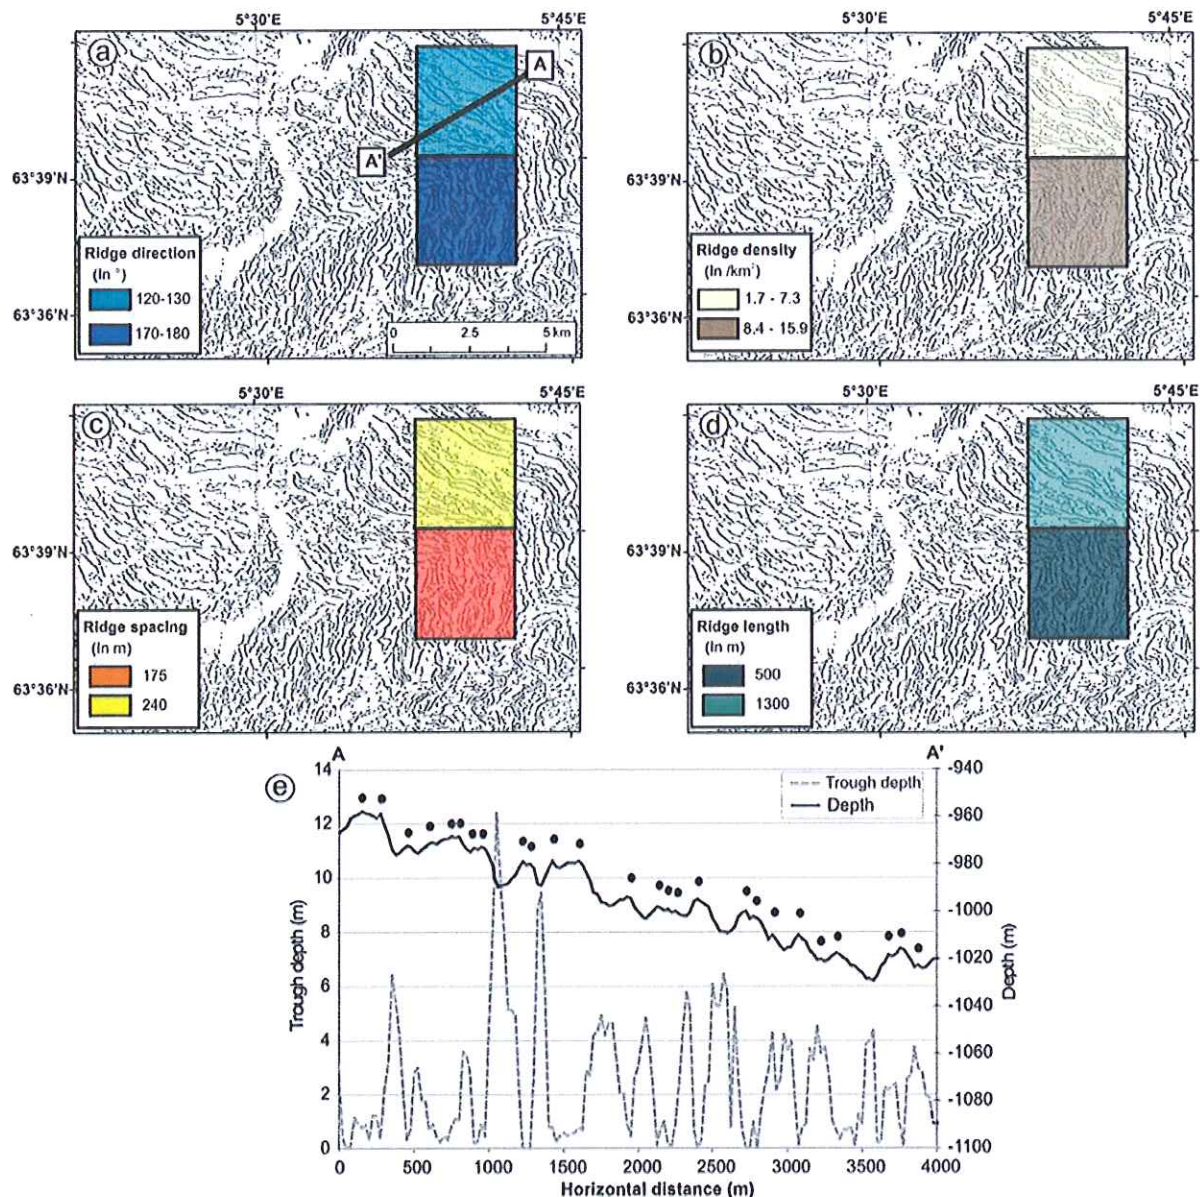 5°30'E 5°45'E
a
A
A'
63°39'N
63°36'N
Ridge direction
(In °)
120-130
170-180
0 2.5 5 km
5°30'E 5°45'E
b
63°39'N
63°36'N
Ridge density
(In /km²)
1.7 - 7.3
8.4 - 15.9
5°30'E 5°45'E
c
63°39'N
63°36'N
Ridge spacing
(In m)
175
240
5°30'E 5°45'E
d
63°39'N
63°36'N
Ridge length
(In m)
500
1300
e
A A'
Trough depth
Depth
14
12
10
8
6
4
2
0
Trough depth (m)
-940
-960
-980
-1000
-1020
-1040
-1060
-1080
-1100
Depth (m)
0 500 1000 1500 2000 2500 3000 3500 4000
Horizontal distance (m)